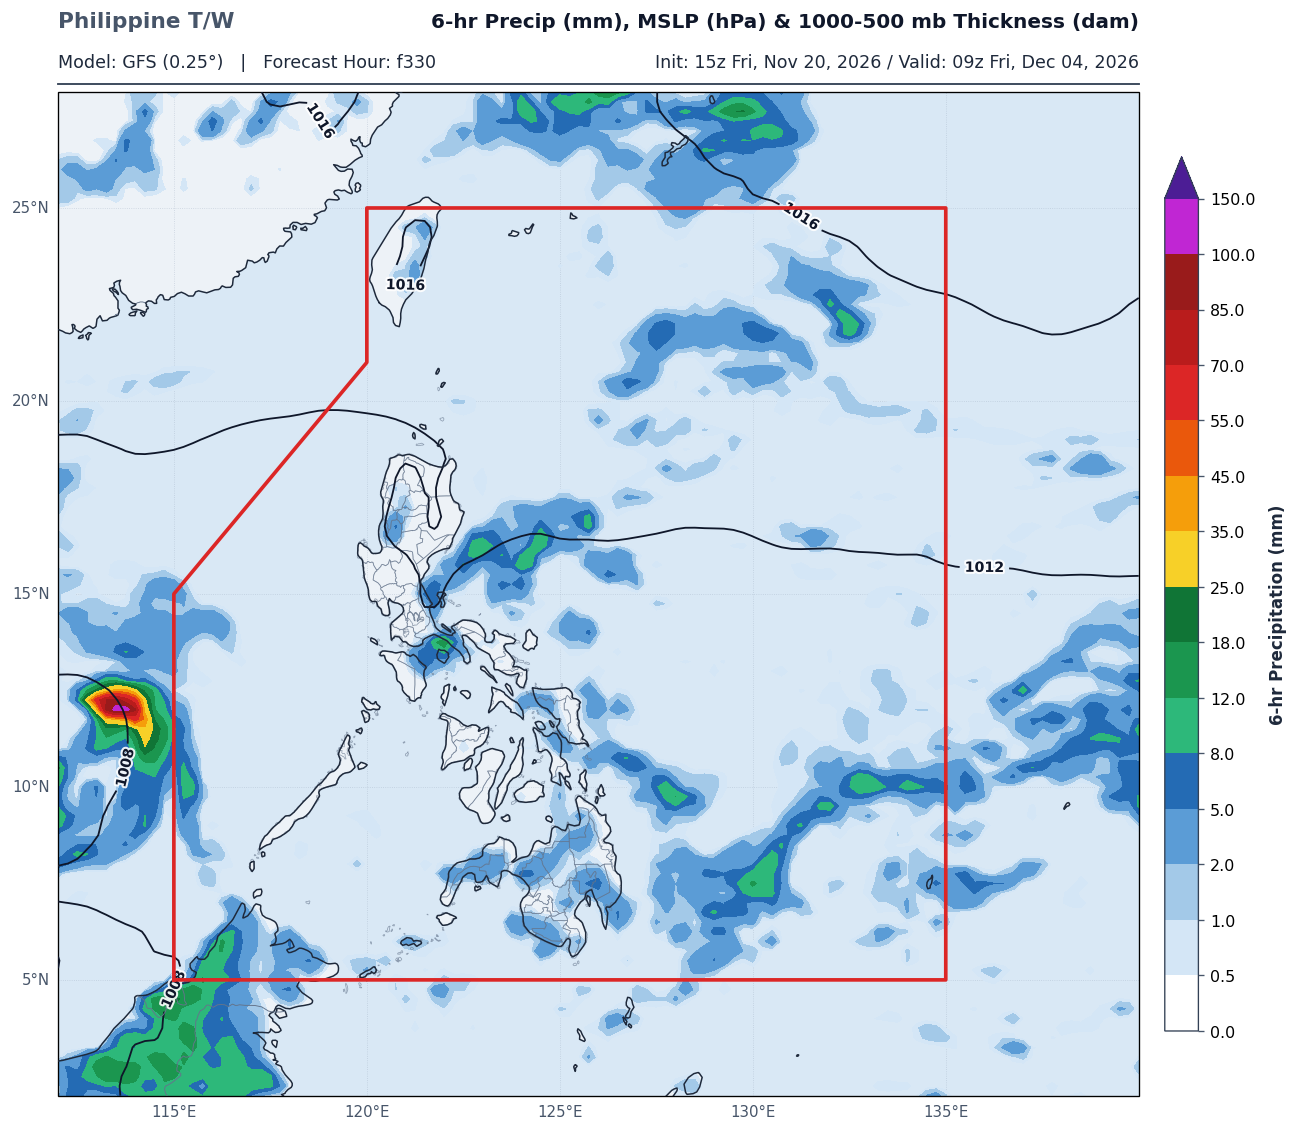 Philippine T/W
6-hr Precip (mm), MSLP (hPa) & 1000-500 mb Thickness (dam)
Model: GFS (0.25°) | Forecast Hour: f330
Init: 15z Fri, Nov 20, 2026 / Valid: 09z Fri, Dec 04, 2026
1016
1016
1016
1012
1008
1008
25°N
20°N
15°N
10°N
5°N
115°E
120°E
125°E
130°E
135°E
150.0
100.0
85.0
70.0
55.0
45.0
35.0
25.0
18.0
12.0
8.0
5.0
2.0
1.0
0.5
0.0
6-hr Precipitation (mm)